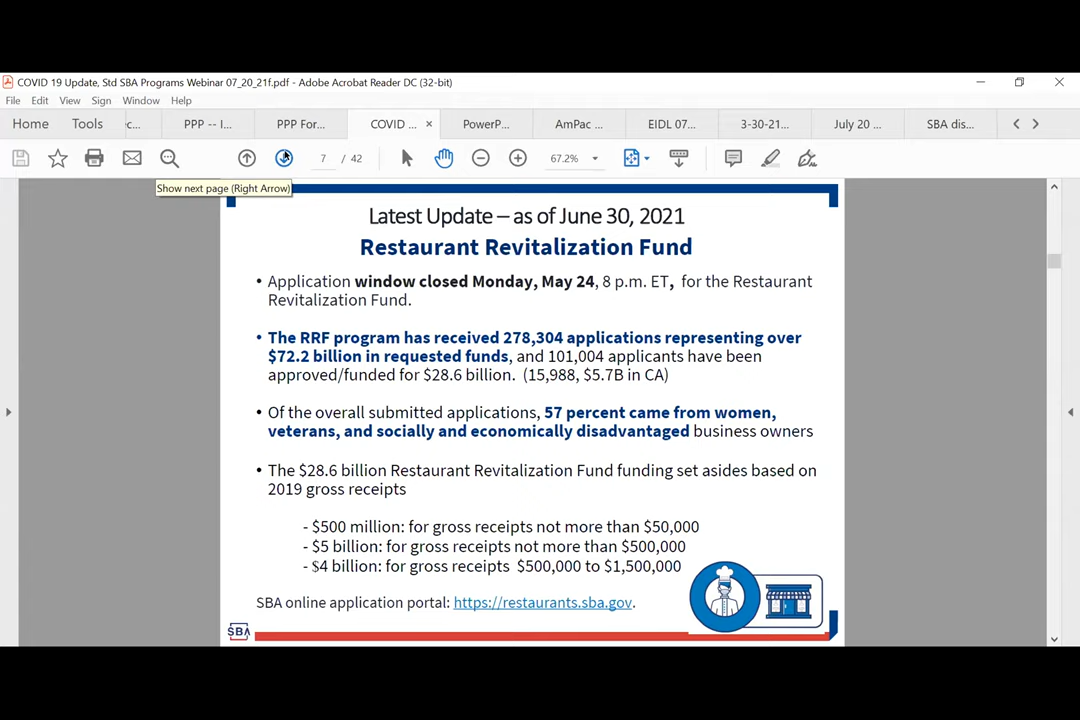 COVID 19 Update, Std SBA Programs Webinar 07_20_21f.pdf - Adobe Acrobat Reader DC (32-bit)
File Edit View Sign Window Help
Home Tools c... PPP -- I... PPP For... COVID ... × PowerP... AmPac ... EIDL 07... 3-30-21... July 20 ... SBA dis...
7 / 42 67.2%
Show next page (Right Arrow)
Latest Update – as of June 30, 2021
Restaurant Revitalization Fund
• Application window closed Monday, May 24, 8 p.m. ET, for the Restaurant
Revitalization Fund.
• The RRF program has received 278,304 applications representing over
$72.2 billion in requested funds, and 101,004 applicants have been
approved/funded for $28.6 billion. (15,988, $5.7B in CA)
• Of the overall submitted applications, 57 percent came from women,
veterans, and socially and economically disadvantaged business owners
• The $28.6 billion Restaurant Revitalization Fund funding set asides based on
2019 gross receipts
- $500 million: for gross receipts not more than $50,000
- $5 billion: for gross receipts not more than $500,000
- $4 billion: for gross receipts $500,000 to $1,500,000
SBA online application portal: https://restaurants.sba.gov.
SBA